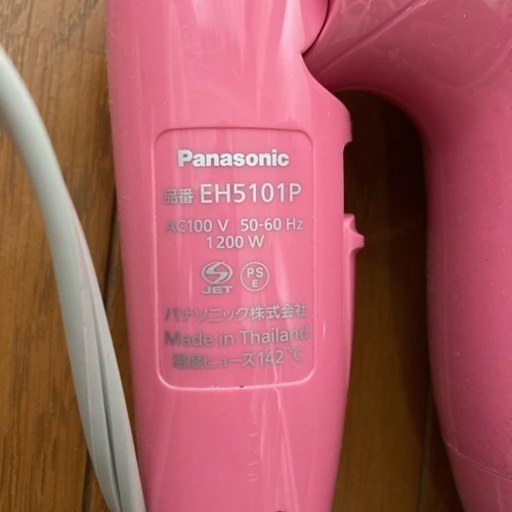 Panasonic
品番 EH5101P
AC100 V 50-60 Hz
1200 W
S JET PS E
パナソニック株式会社
Made in Thailand
温度ヒューズ142℃